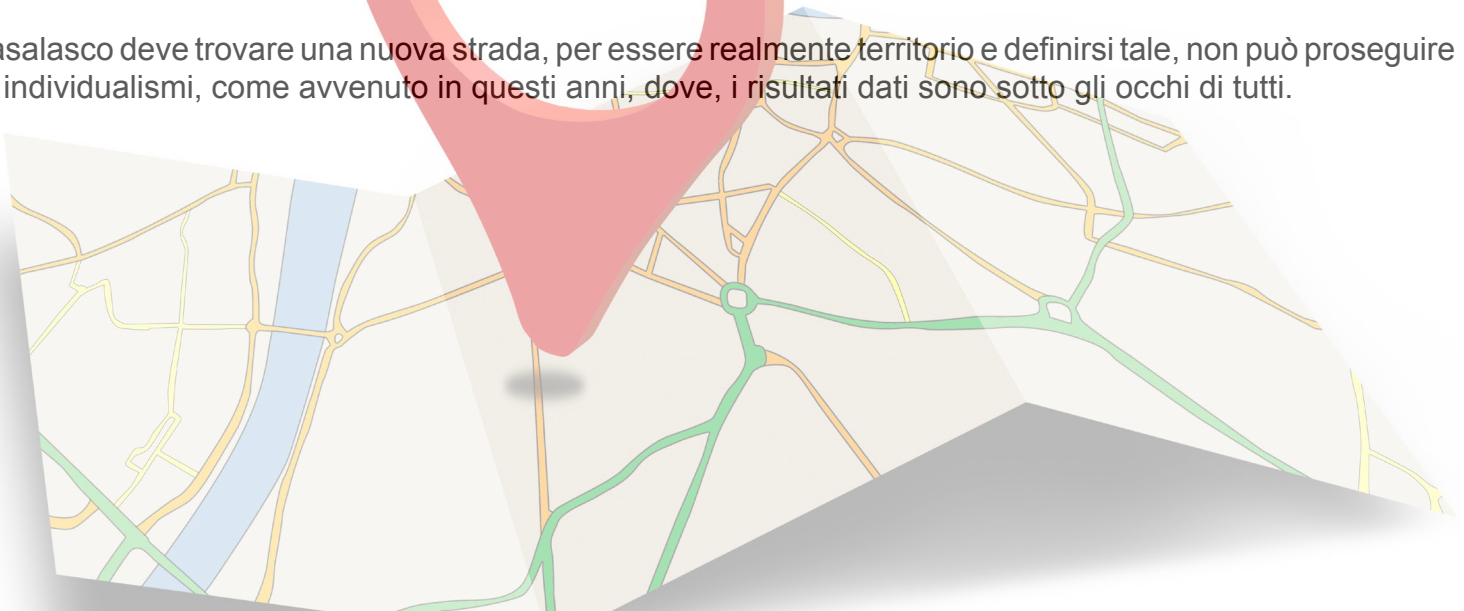 asalasco deve trovare una nuova strada, per essere realmente territorio e definirsi tale, non può proseguire
individualismi, come avvenuto in questi anni, dove, i risultati dati sono sotto gli occhi di tutti.